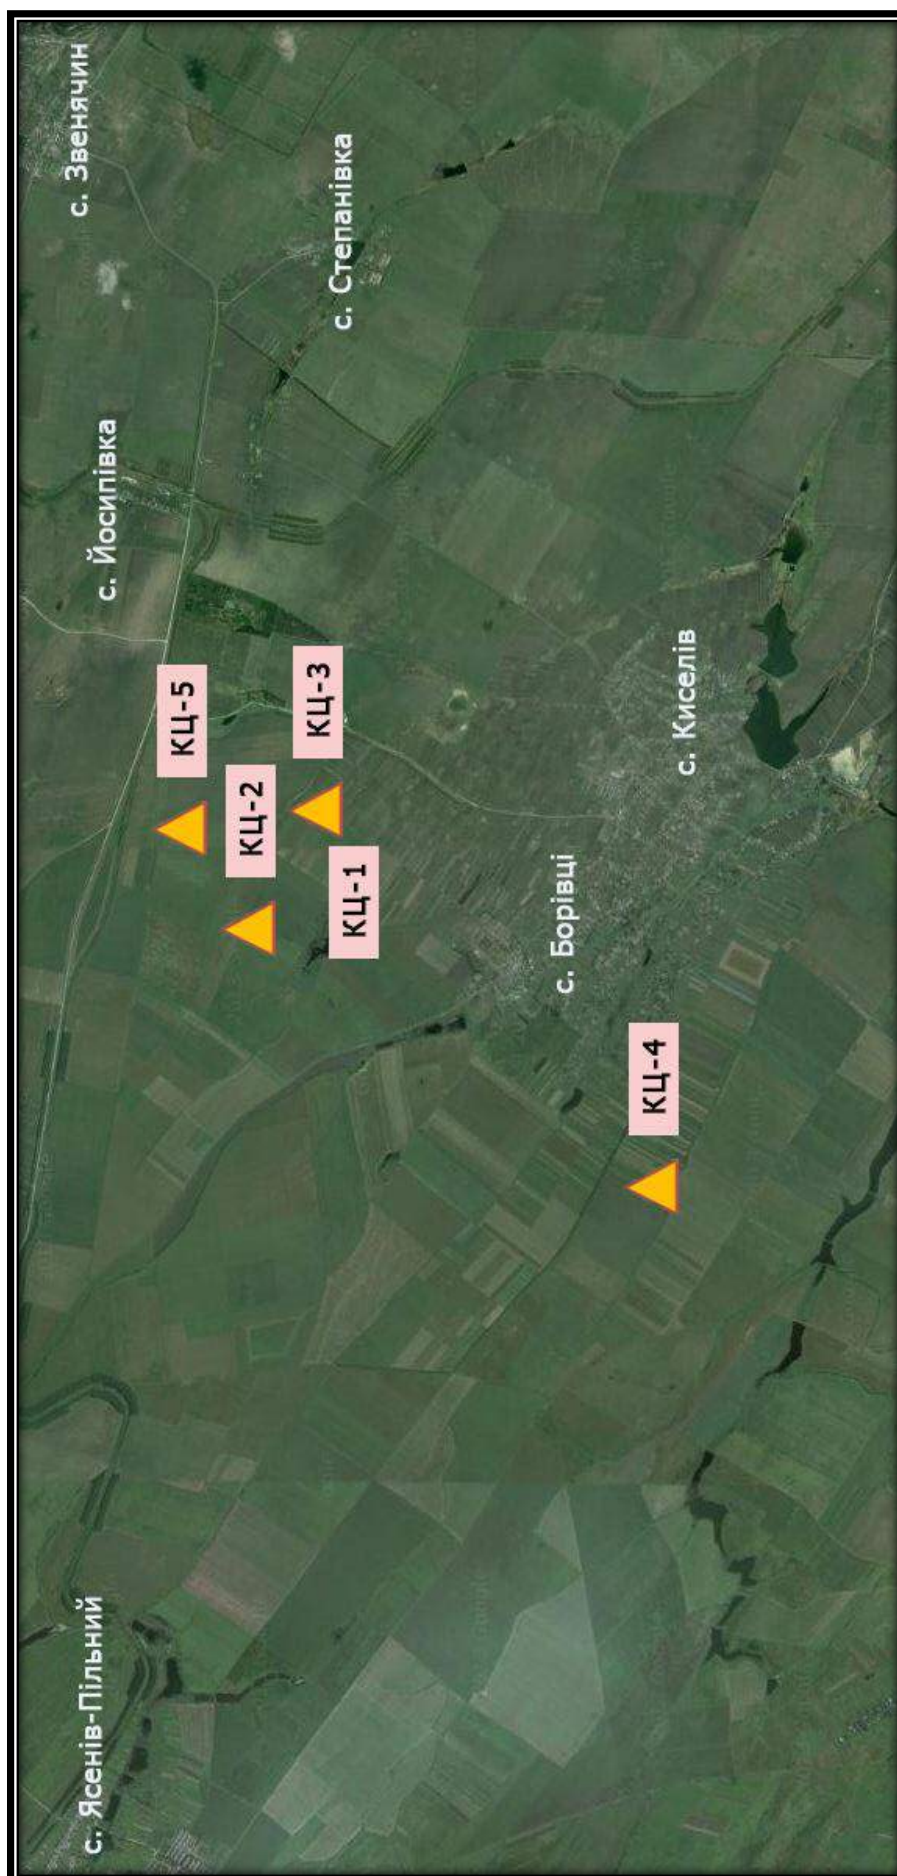 с. Ясенів-Пільний
с. Йосипівка
с. Звенячин
КЦ-5
КЦ-2
КЦ-3
КЦ-1
с. Степанівка
с. Борівці
КЦ-4
с. Киселів